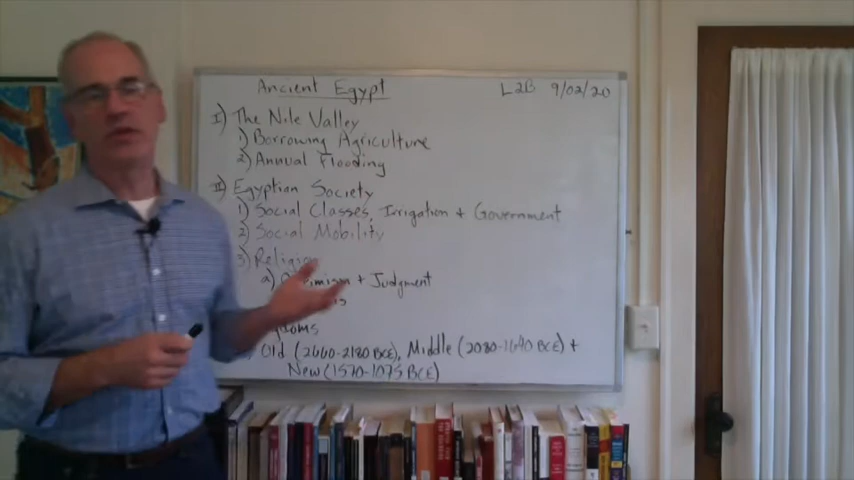 Ancient Egypt
L2B 9/02/20
I) The Nile Valley
1) Borrowing Agriculture
2) Annual Flooding
II) Egyptian Society
1) Social Classes, Irrigation + Government
2) Social Mobility
3) Religion
a) + Judgment
Old (2660-2180 BCE), Middle (2080-1640 BCE) +
New (1570-1075 BCE)